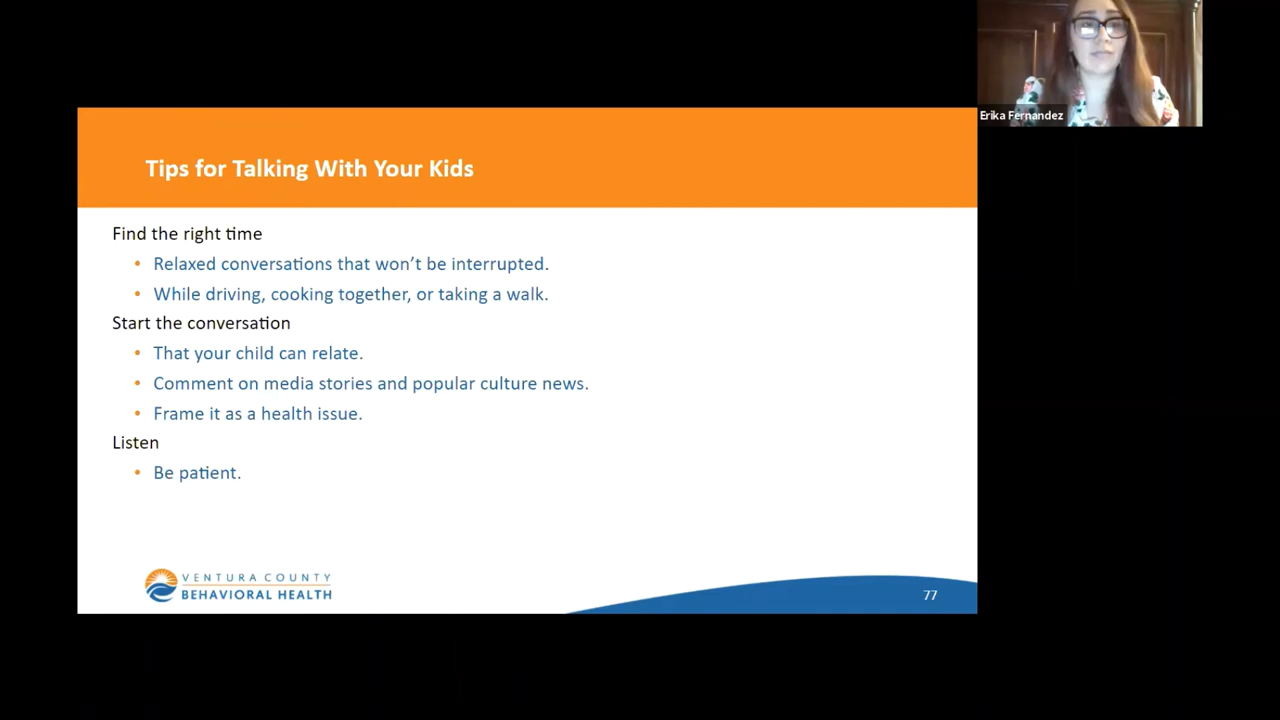 Erika Fernandez
Tips for Talking With Your Kids
Find the right time
• Relaxed conversations that won’t be interrupted.
• While driving, cooking together, or taking a walk.
Start the conversation
• That your child can relate.
• Comment on media stories and popular culture news.
• Frame it as a health issue.
Listen
• Be patient.
VENTURA COUNTY
BEHAVIORAL HEALTH
77